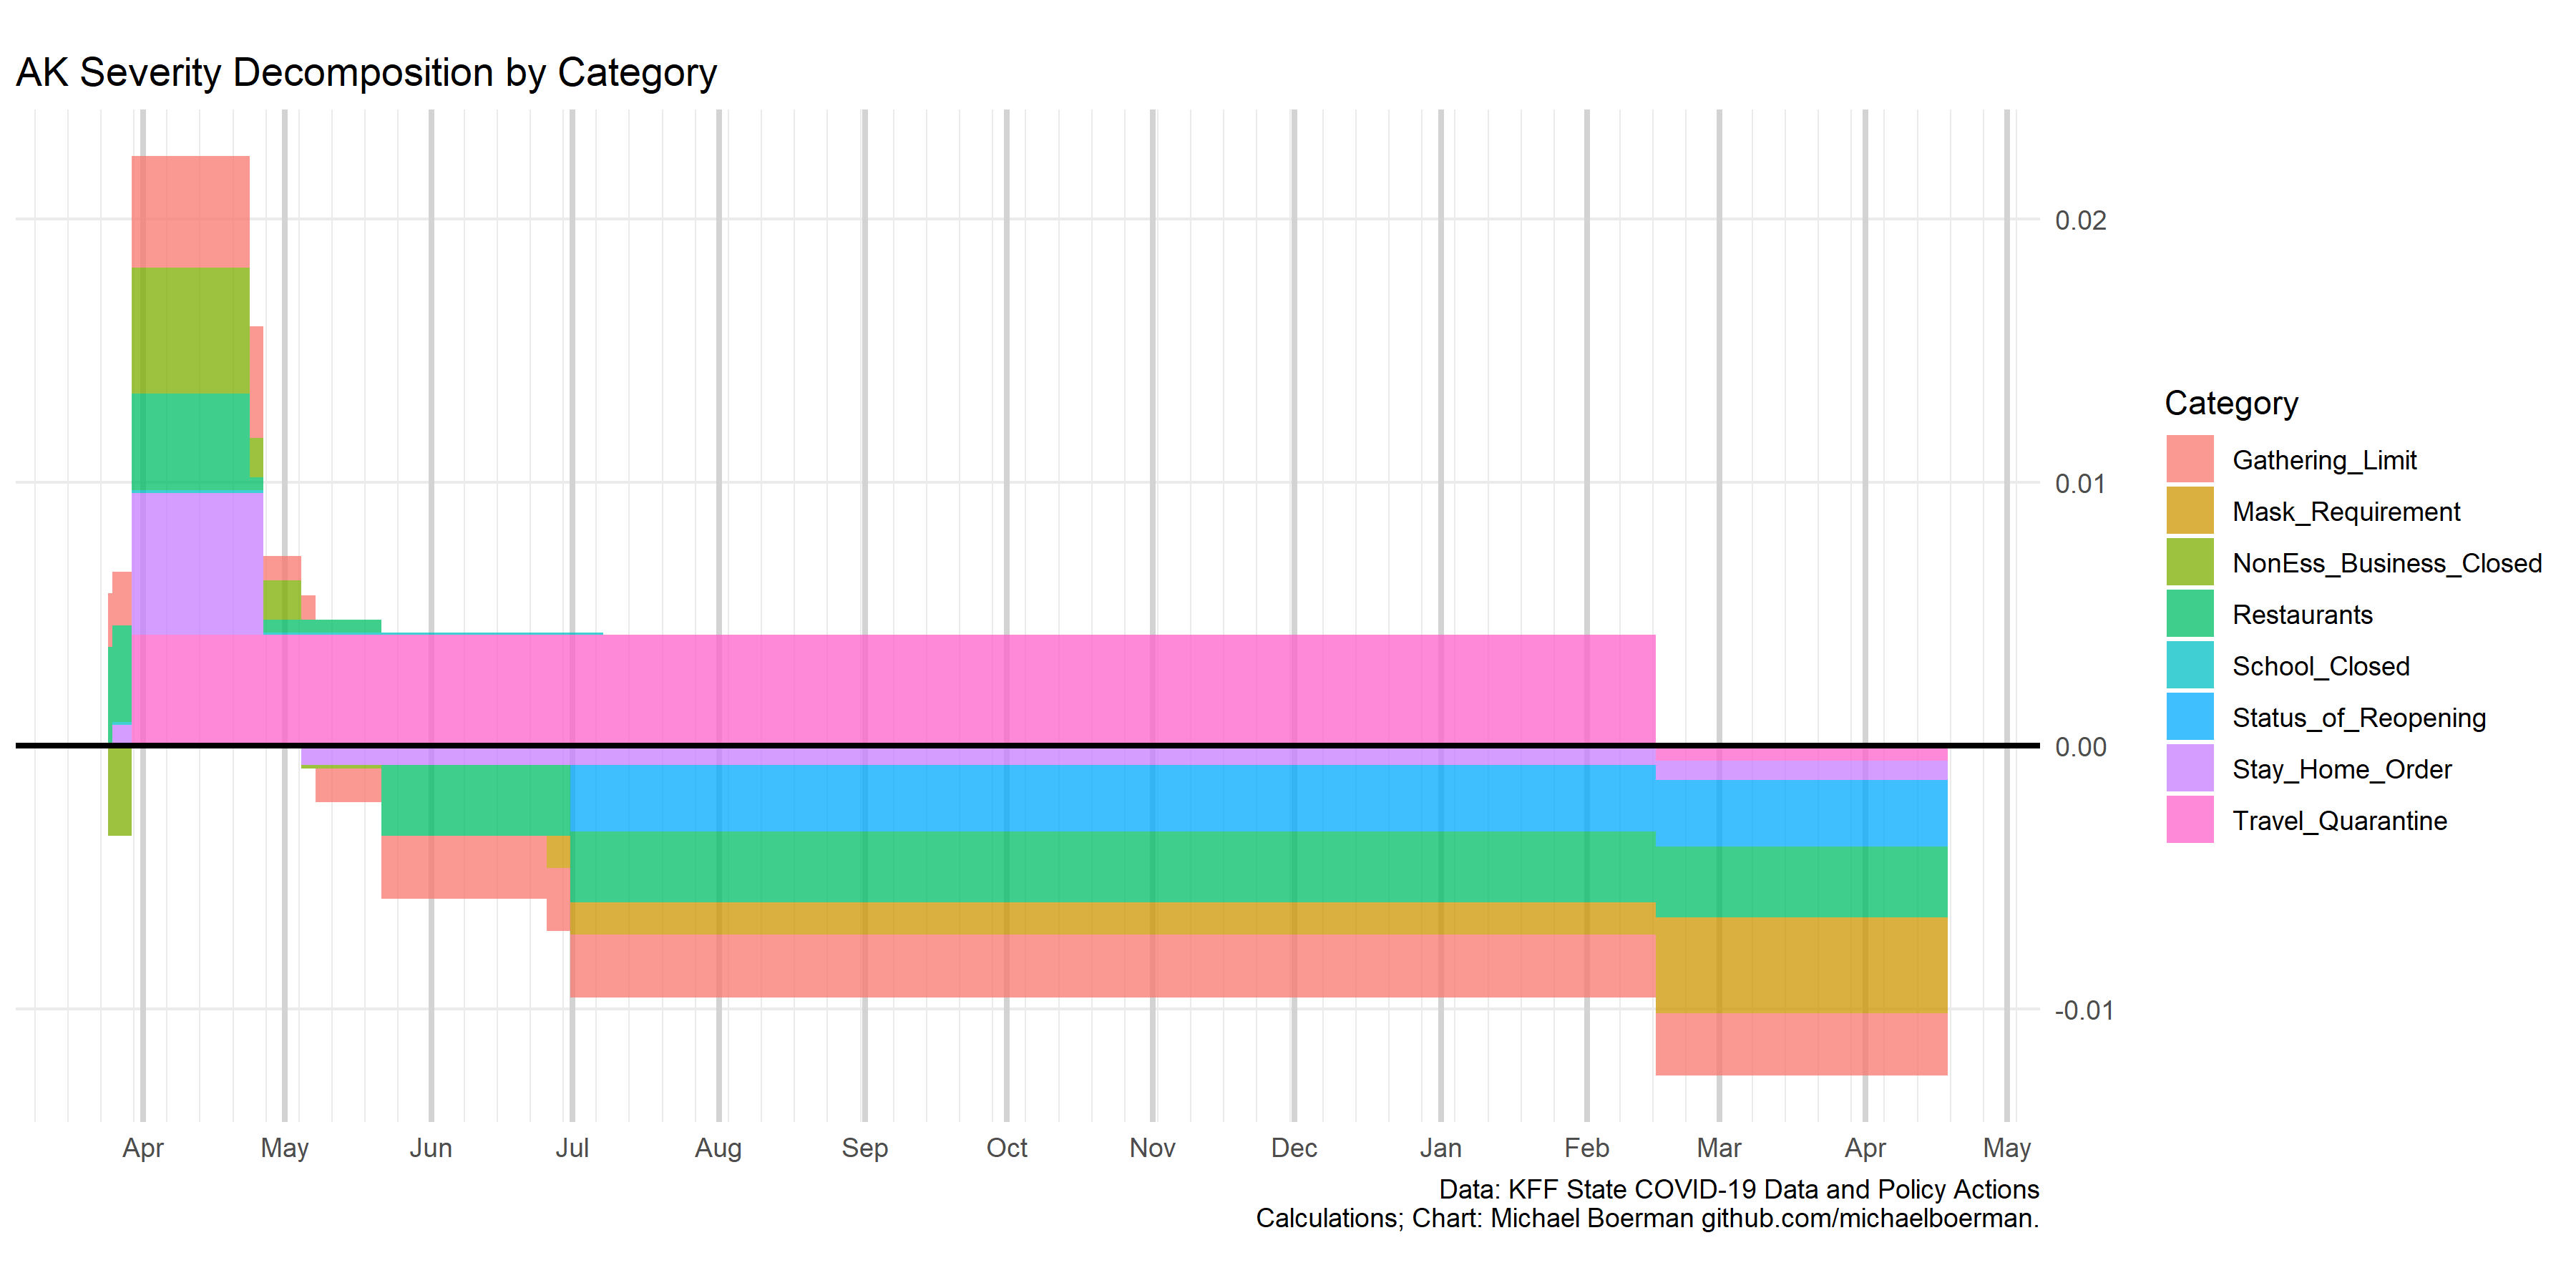 AK Severity Decomposition by Category
0.02
0.01
0.00
-0.01
Apr May Jun Jul Aug Sep Oct Nov Dec Jan Feb Mar Apr May
Data: KFF State COVID-19 Data and Policy Actions
Calculations; Chart: Michael Boerman github.com/michaelboerman.
Category
Gathering_Limit
Mask_Requirement
NonEss_Business_Closed
Restaurants
School_Closed
Status_of_Reopening
Stay_Home_Order
Travel_Quarantine